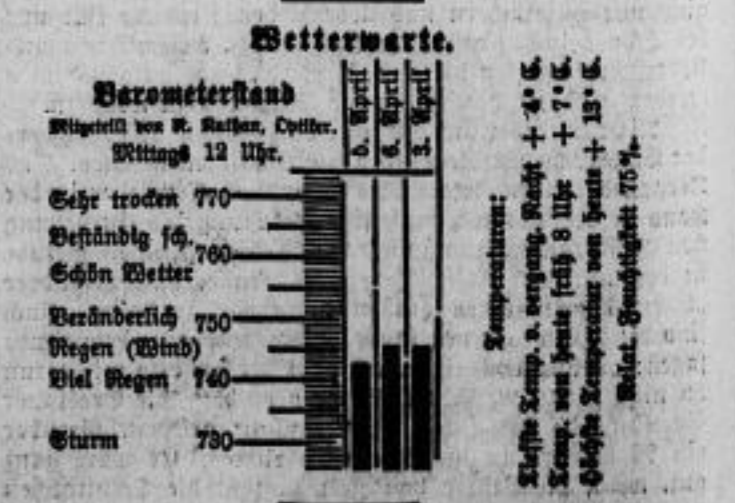 Wetterwarte.
Barometerstand
Mitgeteilt von R. Nathan, Optiker.
Mittags 12 Uhr.
5. April
6. April
3. April
Sehr trocken 770
Beständig sch.
760
Schön Wetter
Veränderlich 750
Regen (Wind)
Viel Regen 740
Sturm 730
Temperaturen:
Tiefste Temp. v. vergang. Nacht + 4° C.
Temp. von heute früh 8 Uhr + 7° C.
Höchste Temperatur von heute + 13° C.
Relat. Feuchtigkeit 75%.